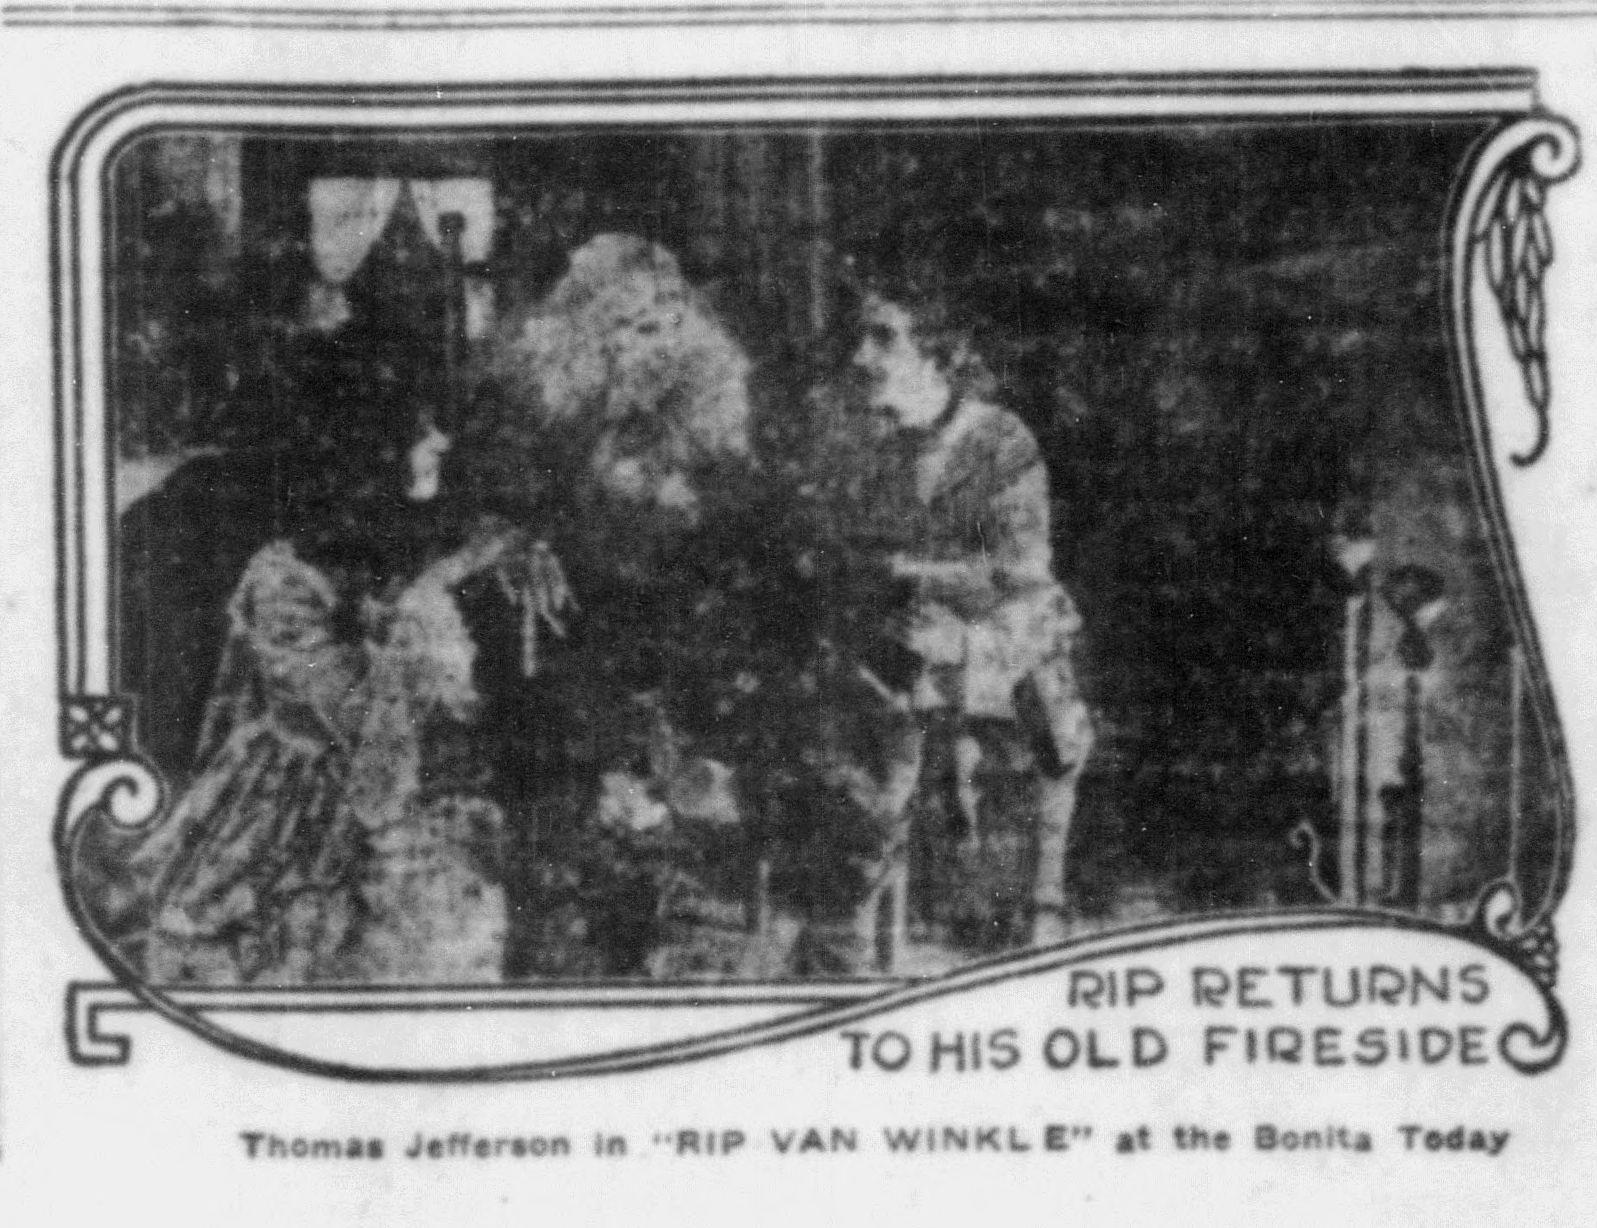 RIP RETURNS
TO HIS OLD FIRESIDE
Thomas Jefferson in "RIP VAN WINKLE" at the Bonita Today